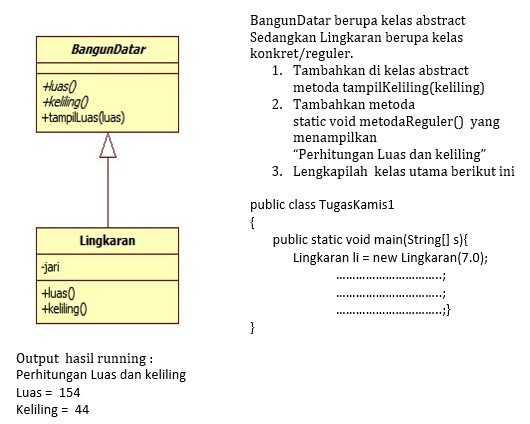 BangunDatar
+luas()
+keliling()
+tampilLuas(luas)
Lingkaran
-jari
+luas()
+keliling()
Output hasil running :
Perhitungan Luas dan keliling
Luas = 154
Keliling = 44
BangunDatar berupa kelas abstract
Sedangkan Lingkaran berupa kelas
konkret/reguler.
1. Tambahkan di kelas abstract
metoda tampilKeliling(keliling)
2. Tambahkan metoda
static void metodaReguler() yang
menampilkan
“Perhitungan Luas dan keliling”
3. Lengkapilah kelas utama berikut ini
public class TugasKamis1
{
public static void main(String[] s){
Lingkaran li = new Lingkaran(7.0);
................................;
................................;
................................;}
}